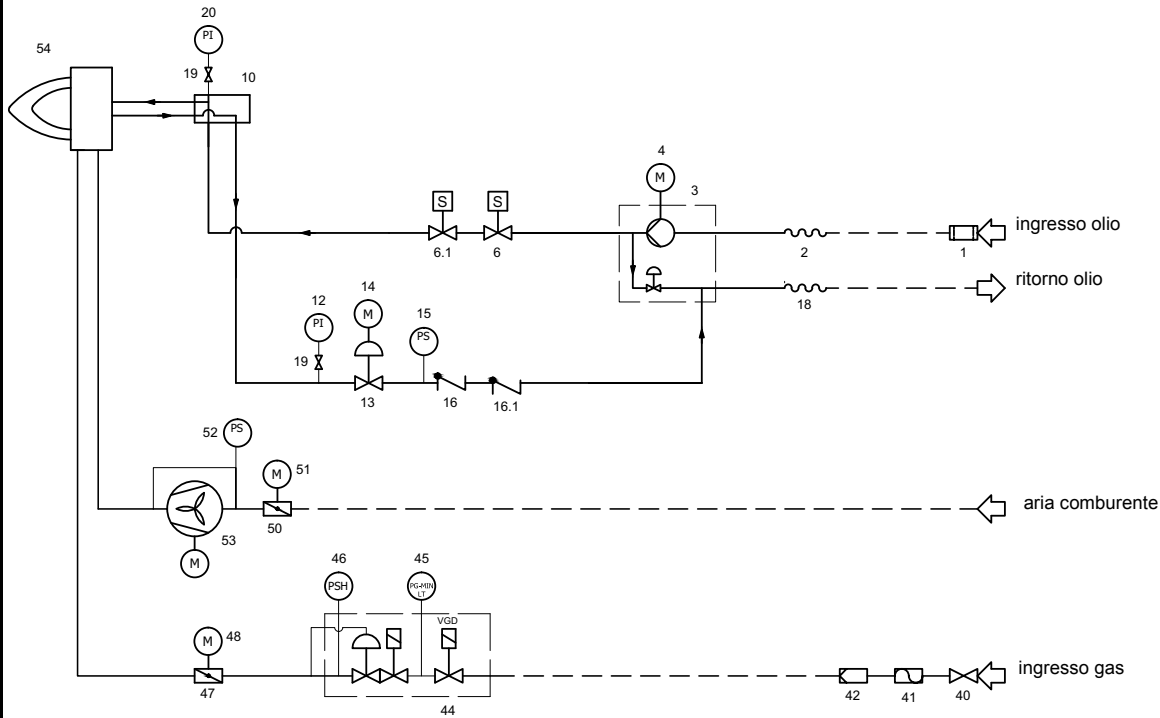 20
PI
54
19
10
4
M
3
S
S
6.1
6
2
1
ingresso olio
ritorno olio
18
12
PI
14
M
15
PS
19
13
16
16.1
52
PS
M
51
aria comburente
50
53
M
46
PSH
45
PG-MIN
LT
VGD
M
48
47
44
42
41
40
ingresso gas